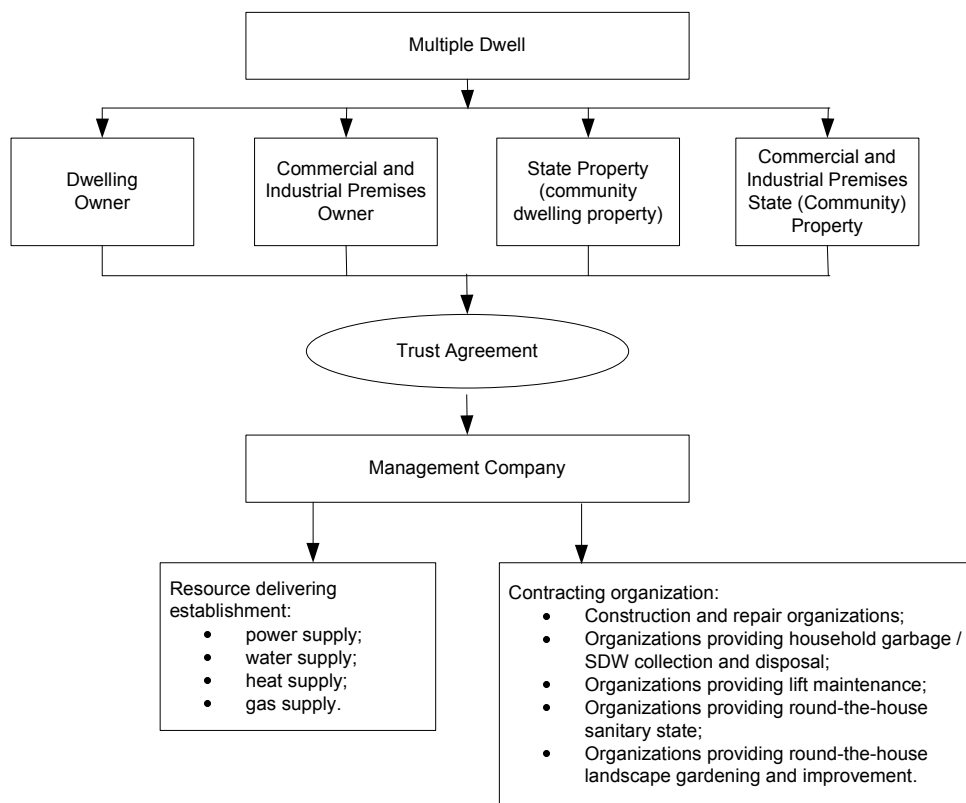 Multiple Dwell
Dwelling
Owner
Commercial and
Industrial Premises
Owner
State Property
(community
dwelling property)
Commercial and
Industrial Premises
State (Community)
Property
Trust Agreement
Management Company
Resource delivering
establishment:
• power supply;
• water supply;
• heat supply;
• gas supply.
Contracting organization:
• Construction and repair organizations;
• Organizations providing household garbage /
SDW collection and disposal;
• Organizations providing lift maintenance;
• Organizations providing round-the-house
sanitary state;
• Organizations providing round-the-house
landscape gardening and improvement.